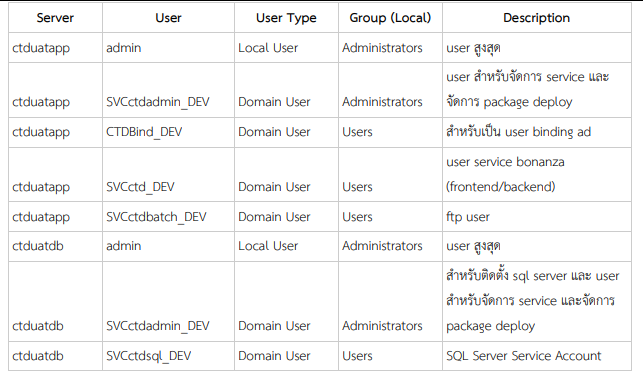 Server User User Type Group (Local) Description
ctduatapp admin Local User Administrators user สูงสุด
user สำหรับจัดการ service และ
ctduatapp SVCctdadmin_DEV Domain User Administrators จัดการ package deploy
ctduatapp CTDBind_DEV Domain User Users สำหรับเป็น user binding ad
user service bonanza
ctduatapp SVCctd_DEV Domain User Users (frontend/backend)
ctduatapp SVCctdbatch_DEV Domain User Users ftp user
ctduatdb admin Local User Administrators user สูงสุด
สำหรับติดตั้ง sql server และ user
สำหรับจัดการ service และจัดการ
ctduatdb SVCctdadmin_DEV Domain User Administrators package deploy
ctduatdb SVCctdsql_DEV Domain User Users SQL Server Service Account